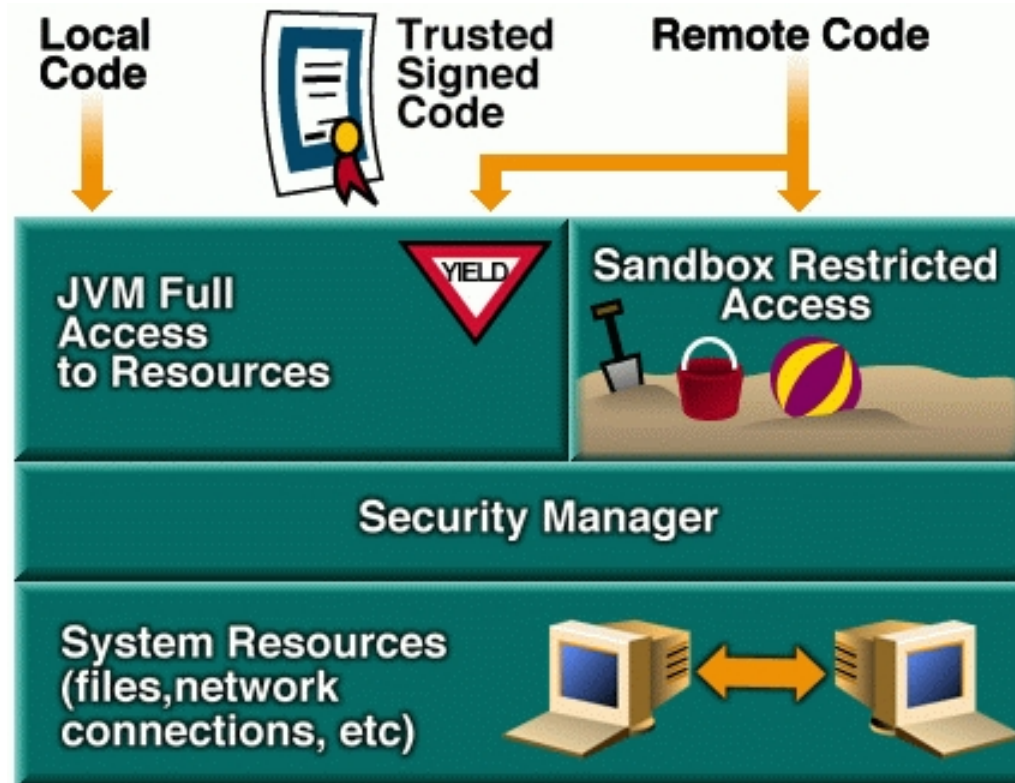 Local
Code
Trusted
Signed
Code
Remote Code
JVM Full
Access
to Resources
YIELD
Sandbox Restricted
Access
Security Manager
System Resources
(files,network
connections, etc)